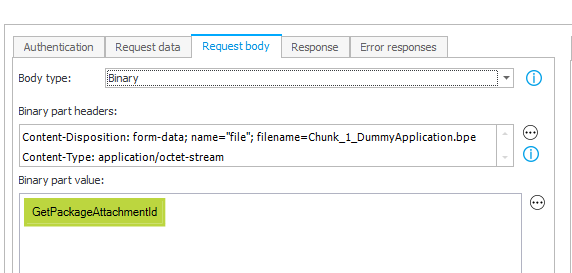 Authentication
Request data
Request body
Response
Error responses
Body type:
Binary
Binary part headers:
Content-Disposition: form-data; name="file"; filename=Chunk_1_DummyApplication.bpe
Content-Type: application/octet-stream
Binary part value:
GetPackageAttachmentId